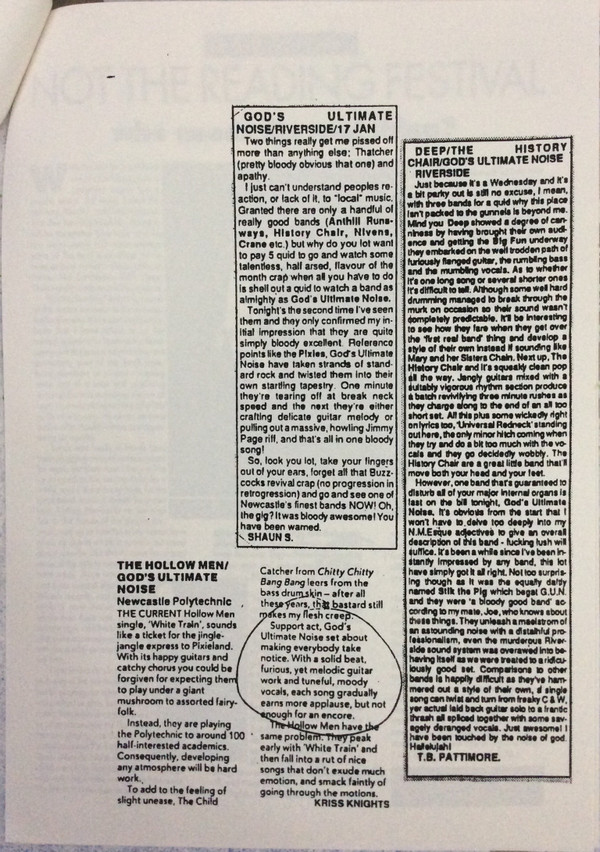 NOT THE READING FESTIVAL
GOD'S ULTIMATE
NOISE/RIVERSIDE/17 JAN
Two things really get me pissed off
more than anything else; Thatcher
(pretty bloody obvious that one) and
apathy.
I just can't understand peoples re-
action, or lack of it, to "local" music.
Granted there are only a handful of
really good bands (Anthill Runa-
ways, History Chair, Nivens,
Crane etc.) but why do you lot want
to pay 5 quid to go and watch some
talentless, half arsed, flavour of the
month crap when all you have to do
is shell out a quid to watch a band as
almighty as God's Ultimate Noise.
Tonight's the second time I've seen
them and they only confirmed my in-
itial impression that they are quite
simply bloody excellent. Reference
points like the Pixies, God's Ultimate
Noise have taken strands of stand-
ard rock and twisted them into their
own startling tapestry. One minute
they're tearing off at break neck
speed and the next they're either
crafting delicate guitar melody or
pulling out a massive, howling Jimmy
Page riff, and that's all in one bloody
song!
So, look you lot, take your fingers
out of your ears, forget all that Buzz-
cocks revival crap (no progression in
retrogression) and go and see one of
Newcastle's finest bands NOW! Oh,
the gig? It was bloody awesome! You
have been warned.
SHAUN S.
DEEP/THE HISTORY
CHAIR/GOD'S ULTIMATE NOISE
RIVERSIDE
Just because it's a Wednesday and it's
a bit parky out is still no excuse, I mean,
with three bands for a quid why this place
isn't packed to the gunnels is beyond me.
Mind you Deep showed a degree of can-
niness by having brought their own audi-
ence and getting the Big Fun underway
they embarked on the well trodden path of
furiously flanged guitar, the rumbling bass
and the mumbling vocals. As to whether
it's one long song or several shorter ones
it's difficult to tell. Although some well hard
drumming managed to break through the
murk on occasion so their sound wasn't
completely predictable. It'll be interesting
to see how they fare when they get over
the 'first real band' thing and develop a
style of their own instead if sounding like
Mary and her Sisters Chain. Next up, The
History Chair and it's squeaky clean pop
all the way. Jangly guitars mixed with a
suitably vigorous rhythm section produce
a batch revivifying three minute rushes as
they charge along to the end of an all too
short set. All this plus some wickedly right
on lyrics too, 'Universal Redneck' standing
out here, the only minor hitch coming when
they try and do a bit too much with the vo-
cals and they go decidedly wobbly. The
History Chair are a great little band that'll
move both your head and your feet.
However, one band that's guaranteed to
disturb all of your major internal organs is
last on the bill tonight, God's Ultimate
Noise. It's obvious from the start that I
won't have to delve too deeply into my
N.M.Esque adjectives to give an overall
description of this band - fucking lush will
suffice. It's been a while since I've been in-
stantly impressed by any band, this lot
have simply got it all right. Not too surpris-
ing though as it was the equally daftly
named Stik the Pig which begat G.U.N.
and they were 'a bloody good band' ac-
cording to my mate, Joe, who knows about
these things. They unleash a maelstrom of
an astounding noise with a distainful pro-
fessionalism, even the murderous River-
side sound system was overawed into be-
having itself as we were treated to a ridicu-
lously good set. Comparisons to other
bands is happily difficult as they've ham-
mered out a style of their own, a single
song can twist and turn from freaky C & W,
yer actual laid back guitar solo to a frantic
thrash all spliced together with some sav-
agely deranged vocals. Just awesome! I
have been touched by the noise of god.
Hallelujah!
T.B. PATTIMORE.
THE HOLLOW MEN/
GOD'S ULTIMATE
NOISE
Newcastle Polytechnic
THE CURRENT Hollow Men
single, 'White Train', sounds
like a ticket for the jingle-
jangle express to Pixieland.
With its happy guitars and
catchy chorus you could be
forgiven for expecting them
to play under a giant
mushroom to assorted fairy-
folk.
Instead, they are playing
the Polytechnic to around 100
half-interested academics.
Consequently, developing
any atmosphere will be hard
work.
To add to the feeling of
slight unease, The Child
Catcher from Chitty Chitty
Bang Bang leers from the
bass drum skin – after all
these years, that bastard still
makes my flesh creep.
Support act, God's
Ultimate Noise set about
making everybody take
notice. With a solid beat,
furious, yet melodic guitar
work and tuneful, moody
vocals, each song gradually
earns more applause, but not
enough for an encore.
The Hollow Men have the
same problem. They peak
early with 'White Train' and
then fall into a rut of nice
songs that don't exude much
emotion, and smack faintly of
going through the motions.
KRISS KNIGHTS